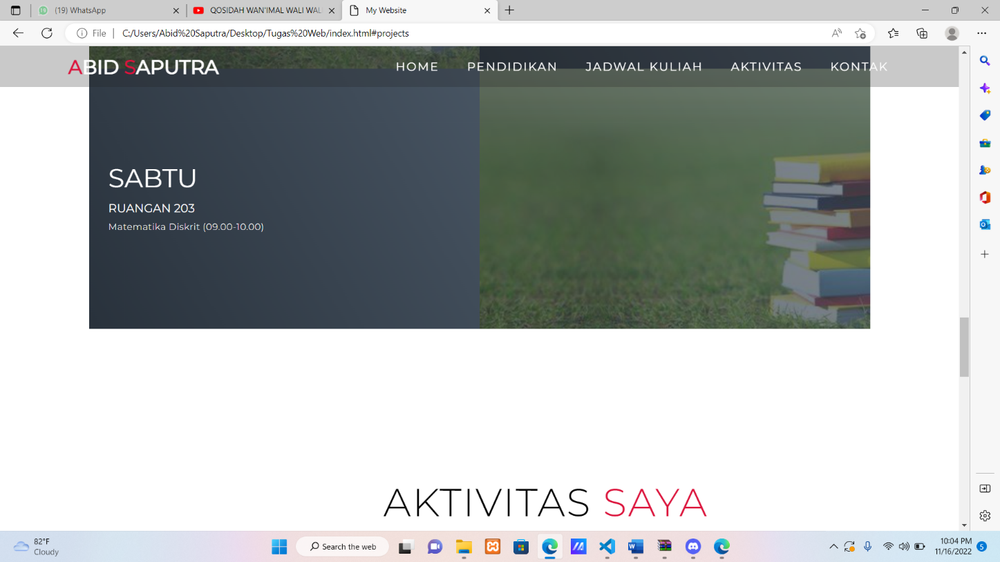 (19) WhatsApp
QOSIDAH WAN'IMAL WALI WAL
My Website
File
C:/Users/Abid%20Saputra/Desktop/Tugas%20Web/index.html#projects
ABID SAPUTRA
HOME
PENDIDIKAN
JADWAL KULIAH
AKTIVITAS
KONTAK
SABTU
RUANGAN 203
Matematika Diskrit (09.00-10.00)
AKTIVITAS SAYA
82°F
Cloudy
Search the web
10:04 PM
11/16/2022
5